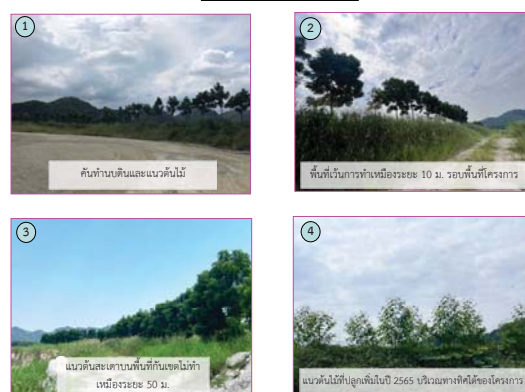 1
คันทำนบดินและแนวต้นไม้
2
พื้นที่เว้นการทำเหมืองระยะ 10 ม. รอบพื้นที่โครงการ
3
แนวต้นสะเดาบนพื้นที่กันเขตไม่ทำ
เหมืองระยะ 50 ม.
4
แนวต้นไม้ที่ปลูกเพิ่มในปี 2565 บริเวณทางทิศใต้ของโครงการ